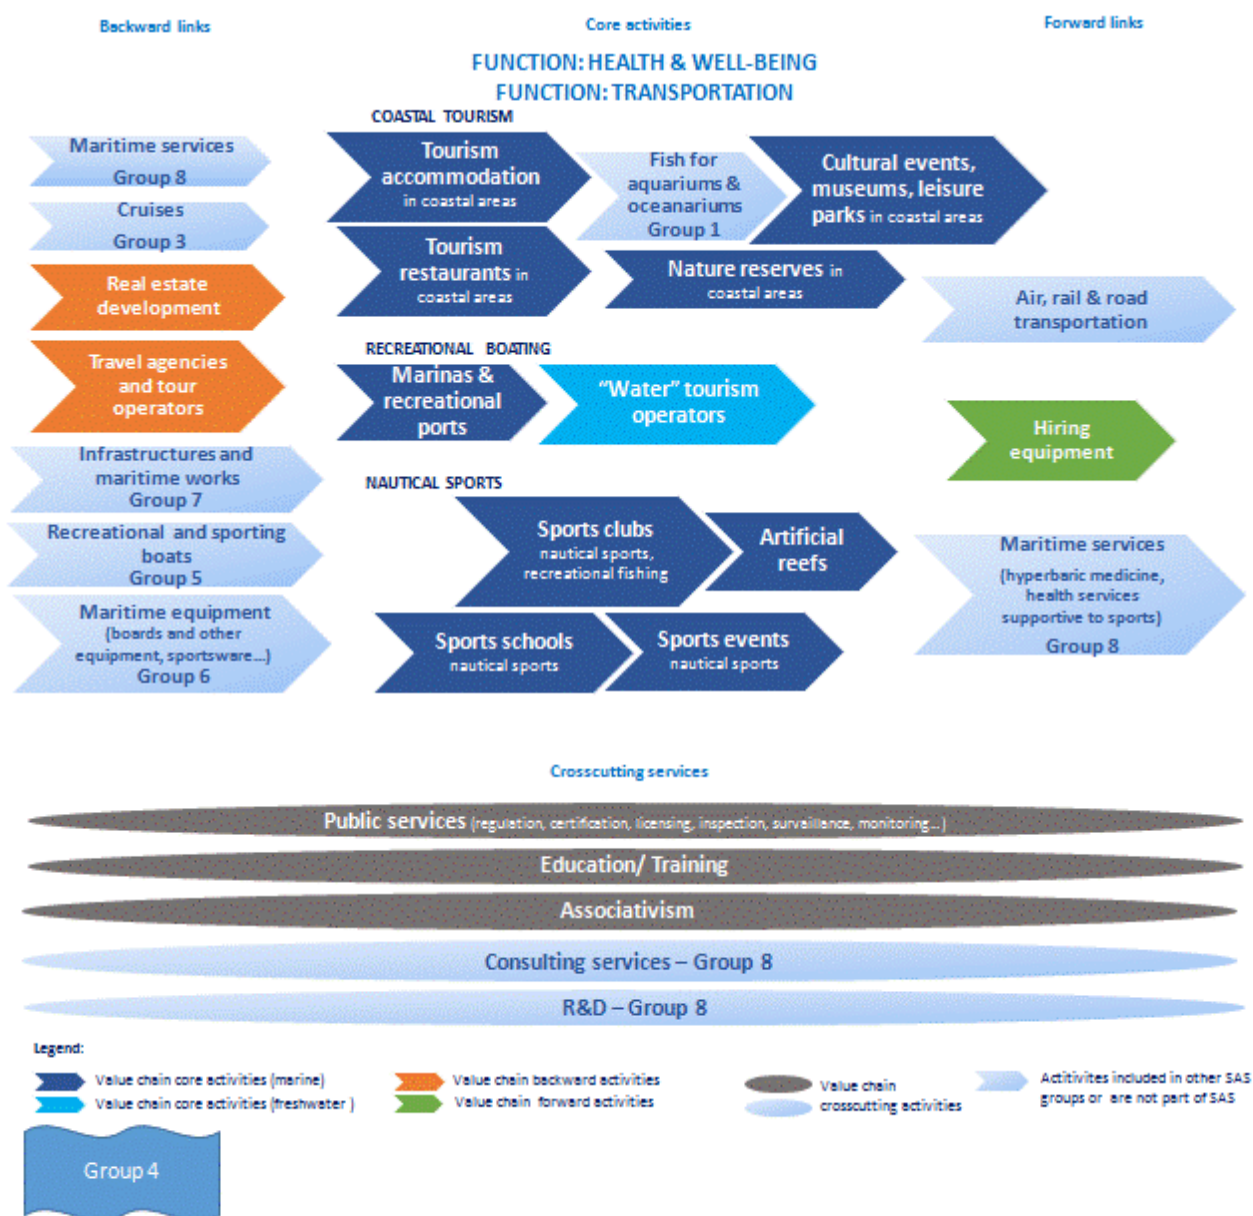 Backward links
Core activities
Forward links
FUNCTION: HEALTH & WELL-BEING
FUNCTION: TRANSPORTATION
COASTAL TOURISM
Maritime services
Group 8
Cruises
Group 3
Real estate
development
Travel agencies
and tour
operators
Infrastructures and
maritime works
Group 7
Recreational and sporting
boats
Group 5
Maritime equipment
(boards and other
equipment, sportsware...)
Group 6
Tourism
accommodation
in coastal areas
Fish for
aquariums &
oceanariums
Group 1
Cultural events,
museums, leisure
parks in coastal areas
Tourism
restaurants in
coastal areas
Nature reserves in
coastal areas
RECREATIONAL BOATING
Marinas &
recreational
ports
"Water" tourism
operators
NAUTICAL SPORTS
Sports clubs
nautical sports,
recreational fishing
Artificial
reefs
Sports schools
nautical sports
Sports events
nautical sports
Air, rail & road
transportation
Hiring
equipment
Maritime services
(hyperbaric medicine,
health services
supportive to sports)
Group 8
Crosscutting services
Public services (regulation, certification, licensing, inspection, survaillance, monitoring...)
Education/ Training
Associativism
Consulting services – Group 8
R&D – Group 8
Legend:
Value chain core activities (marine)
Value chain core activities (freshwater )
Value chain backward activities
Value chain forward activities
Value chain
crosscutting activities
Actitivites included in other SAS
groups or are not part of SAS
Group 4